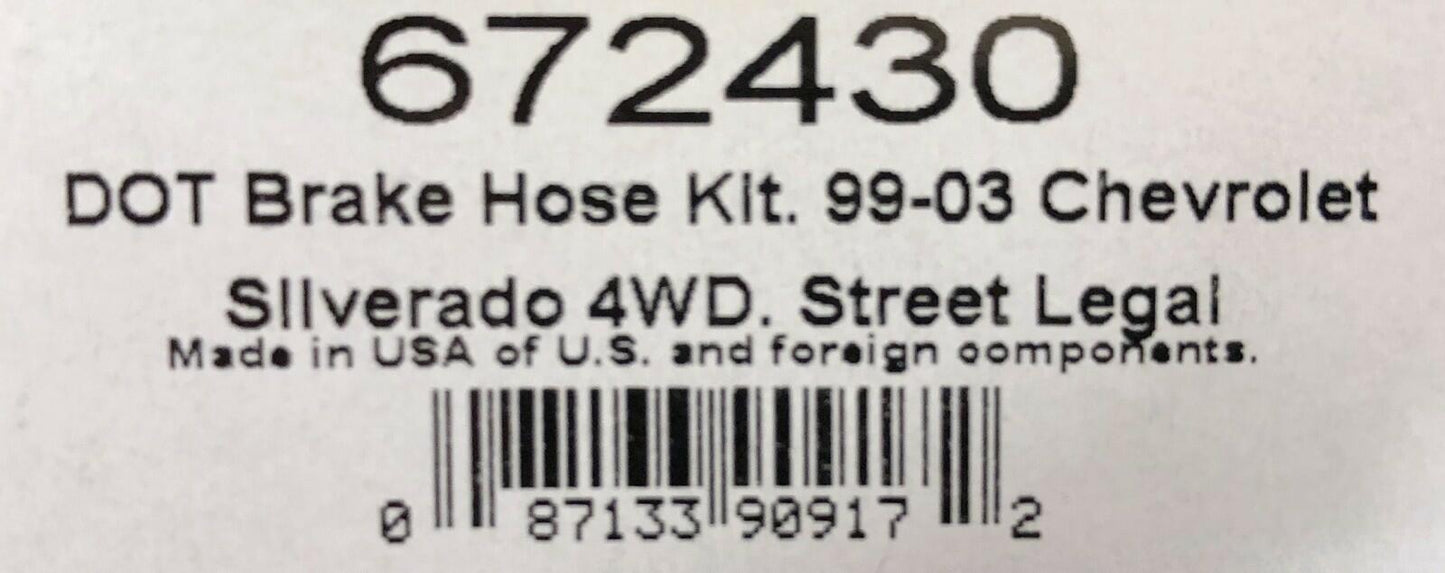 672430
DOT Brake Hose Kit. 99-03 Chevrolet
Silverado 4WD. Street Legal
Made in USA of U.S. and foreign components.
0 87133 90917 2